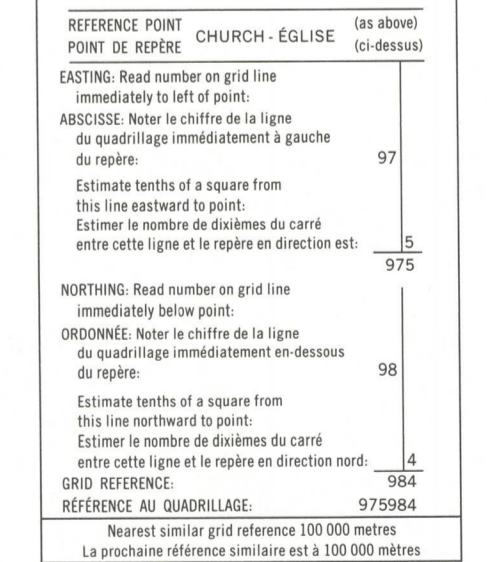 REFERENCE POINT CHURCH - ÉGLISE (as above)
POINT DE REPÈRE (ci-dessus)
EASTING: Read number on grid line
immediately to left of point:
ABSCISSE: Noter le chiffre de la ligne
du quadrillage immédiatement à gauche
du repère: 97
Estimate tenths of a square from
this line eastward to point:
Estimer le nombre de dixièmes du carré
entre cette ligne et le repère en direction est: 5
975
NORTHING: Read number on grid line
immediately below point:
ORDONNÉE: Noter le chiffre de la ligne
du quadrillage immédiatement en-dessous
du repère: 98
Estimate tenths of a square from
this line northward to point:
Estimer le nombre de dixièmes du carré
entre cette ligne et le repère en direction nord: 4
GRID REFERENCE: 984
RÉFÉRENCE AU QUADRILLAGE: 975984
Nearest similar grid reference 100 000 metres
La prochaine référence similaire est à 100 000 mètres